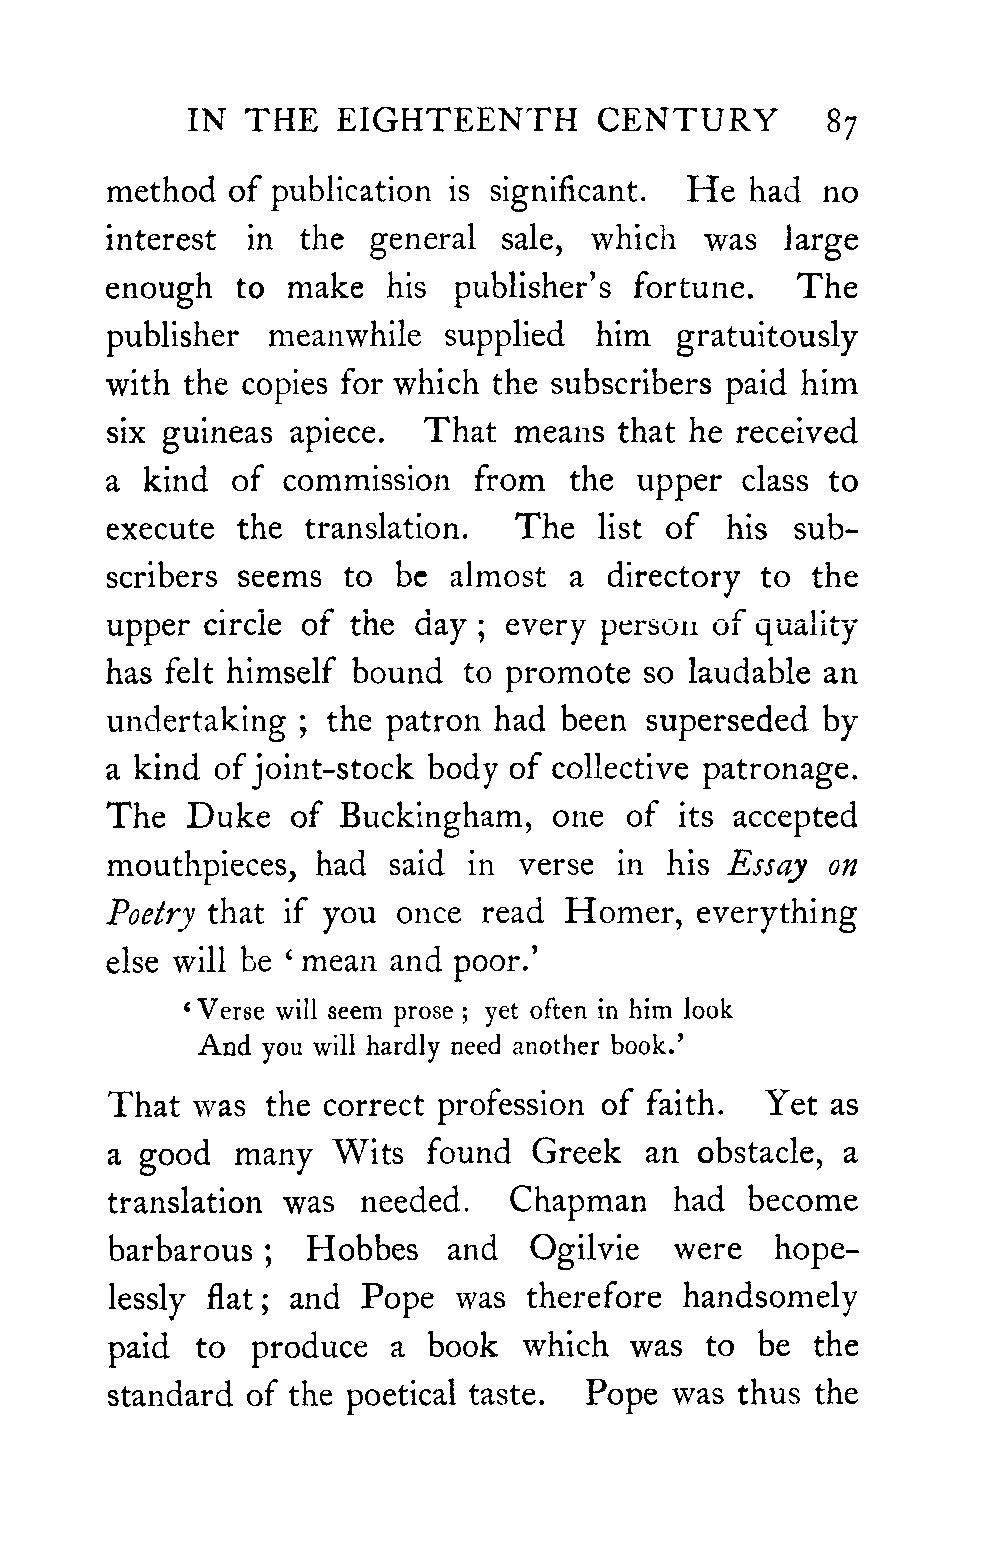 IN THE EIGHTEENTH CENTURY 87
method of publication is significant. He had no
interest in the general sale, which was large
enough to make his publisher's fortune. The
publisher meanwhile supplied him gratuitously
with the copies for which the subscribers paid him
six guineas apiece. That means that he received
a kind of commission from the upper class to
execute the translation. The list of his sub-
scribers seems to be almost a directory to the
upper circle of the day ; every person of quality
has felt himself bound to promote so laudable an
undertaking ; the patron had been superseded by
a kind of joint-stock body of collective patronage.
The Duke of Buckingham, one of its accepted
mouthpieces, had said in verse in his Essay on
Poetry that if you once read Homer, everything
else will be ‘ mean and poor.’
‘ Verse will seem prose ; yet often in him look
And you will hardly need another book.’
That was the correct profession of faith. Yet as
a good many Wits found Greek an obstacle, a
translation was needed. Chapman had become
barbarous ; Hobbes and Ogilvie were hope-
lessly flat ; and Pope was therefore handsomely
paid to produce a book which was to be the
standard of the poetical taste. Pope was thus the